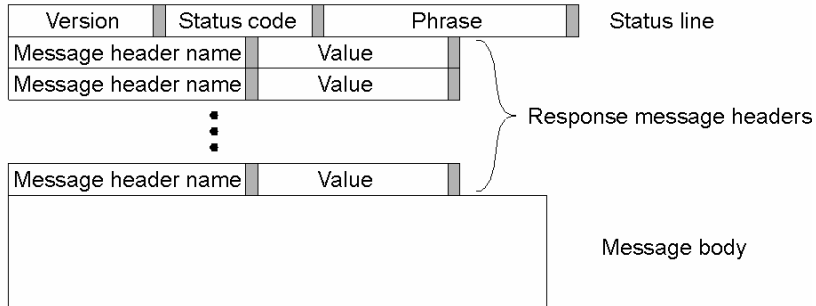 Version Status code Phrase Status line
Message header name Value
Message header name Value
Response message headers
Message header name Value
Message body